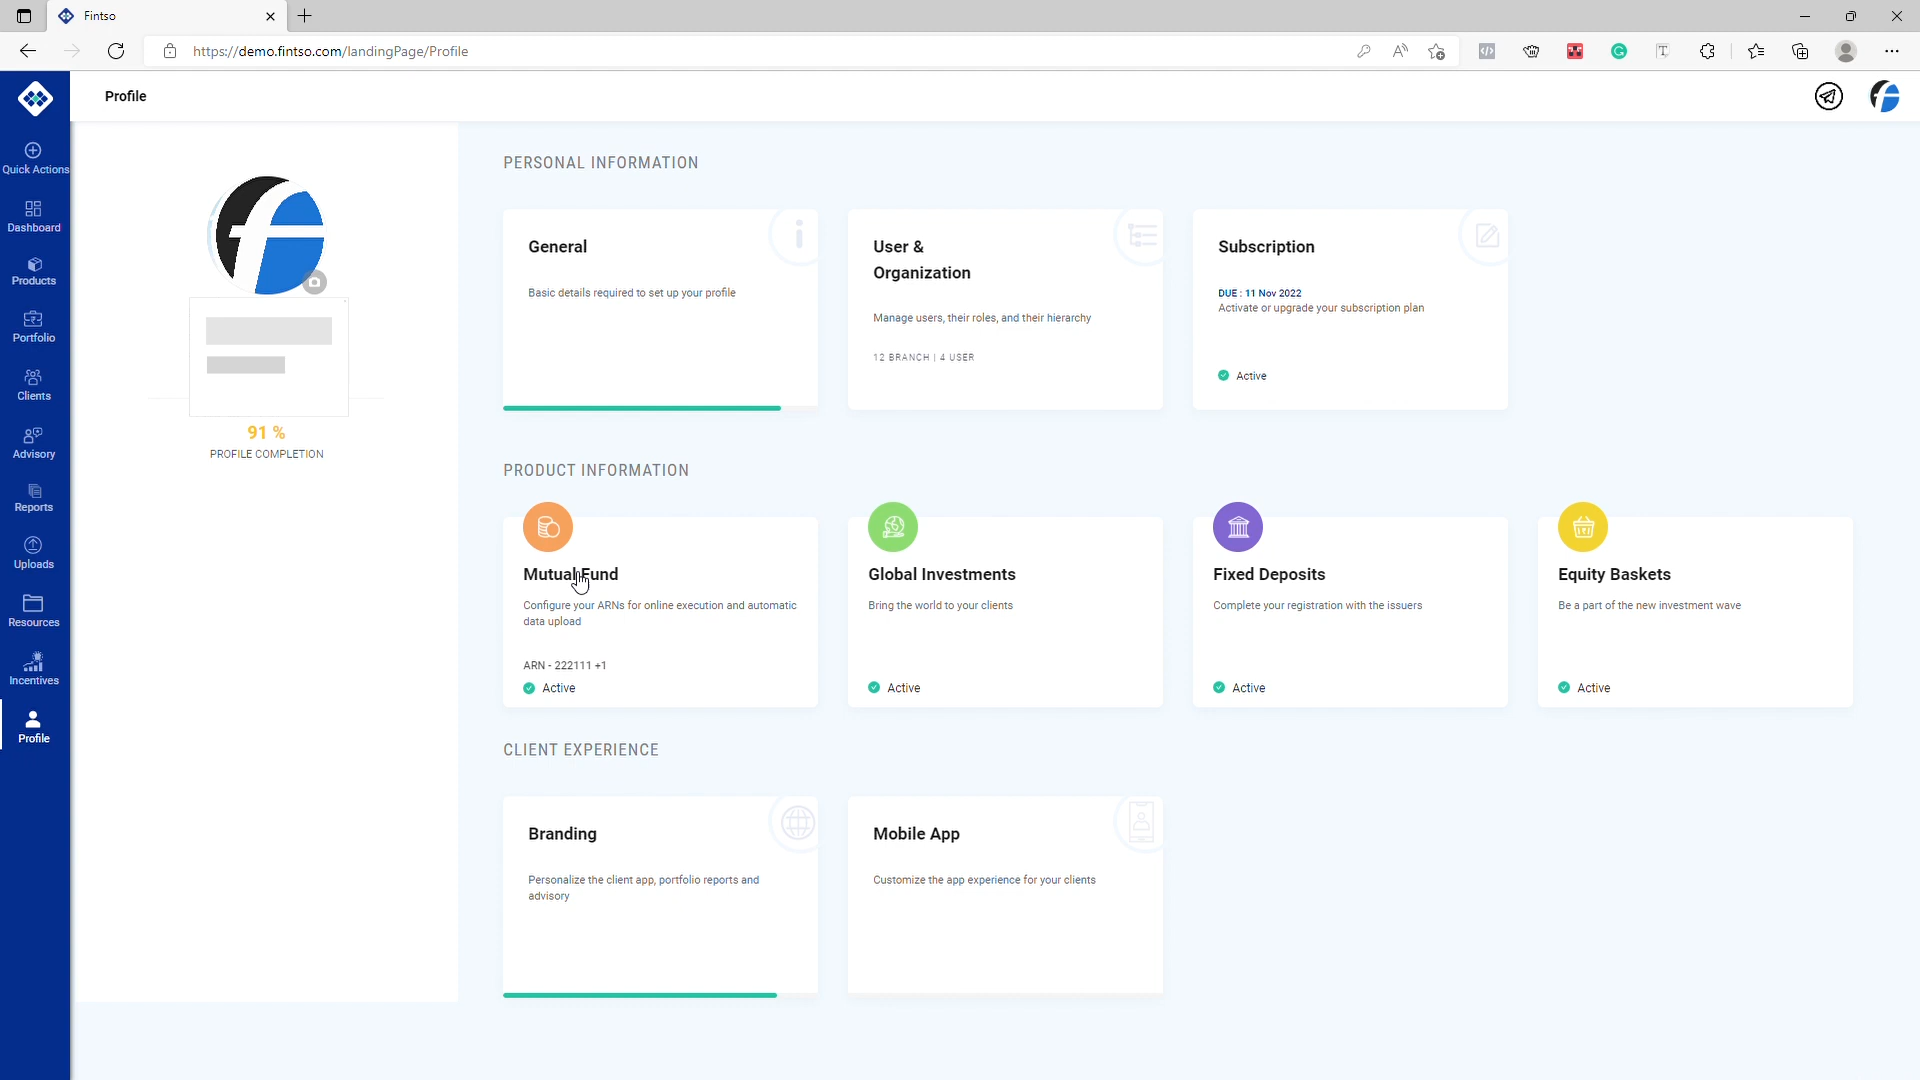 Fintso
https://demo.fintso.com/landingPage/Profile
Profile
Quick Actions
Dashboard
Products
Portfolio
Clients
Advisory
Reports
Uploads
Resources
Incentives
Profile
91 %
PROFILE COMPLETION
PERSONAL INFORMATION
General
Basic details required to set up your profile
User &
Organization
Manage users, their roles, and their hierarchy
12 BRANCH | 4 USER
Subscription
DUE : 11 Nov 2022
Activate or upgrade your subscription plan
Active
PRODUCT INFORMATION
Mutual Fund
Configure your ARNs for online execution and automatic
data upload
ARN - 222111 +1
Active
Global Investments
Bring the world to your clients
Active
Fixed Deposits
Complete your registration with the issuers
Active
Equity Baskets
Be a part of the new investment wave
Active
CLIENT EXPERIENCE
Branding
Personalize the client app, portfolio reports and
advisory
Mobile App
Customize the app experience for your clients